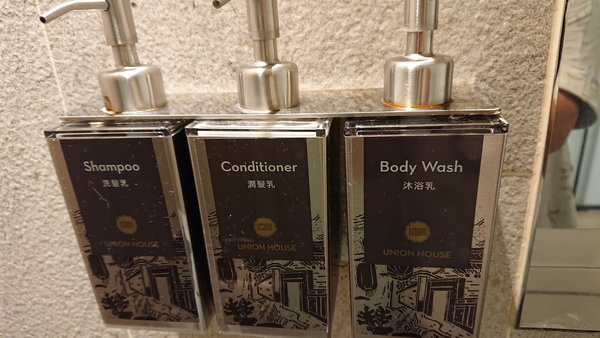 Shampoo
洗髮乳
UNION HOUSE
Conditioner
潤髮乳
UNION HOUSE
Body Wash
沐浴乳
UNION HOUSE